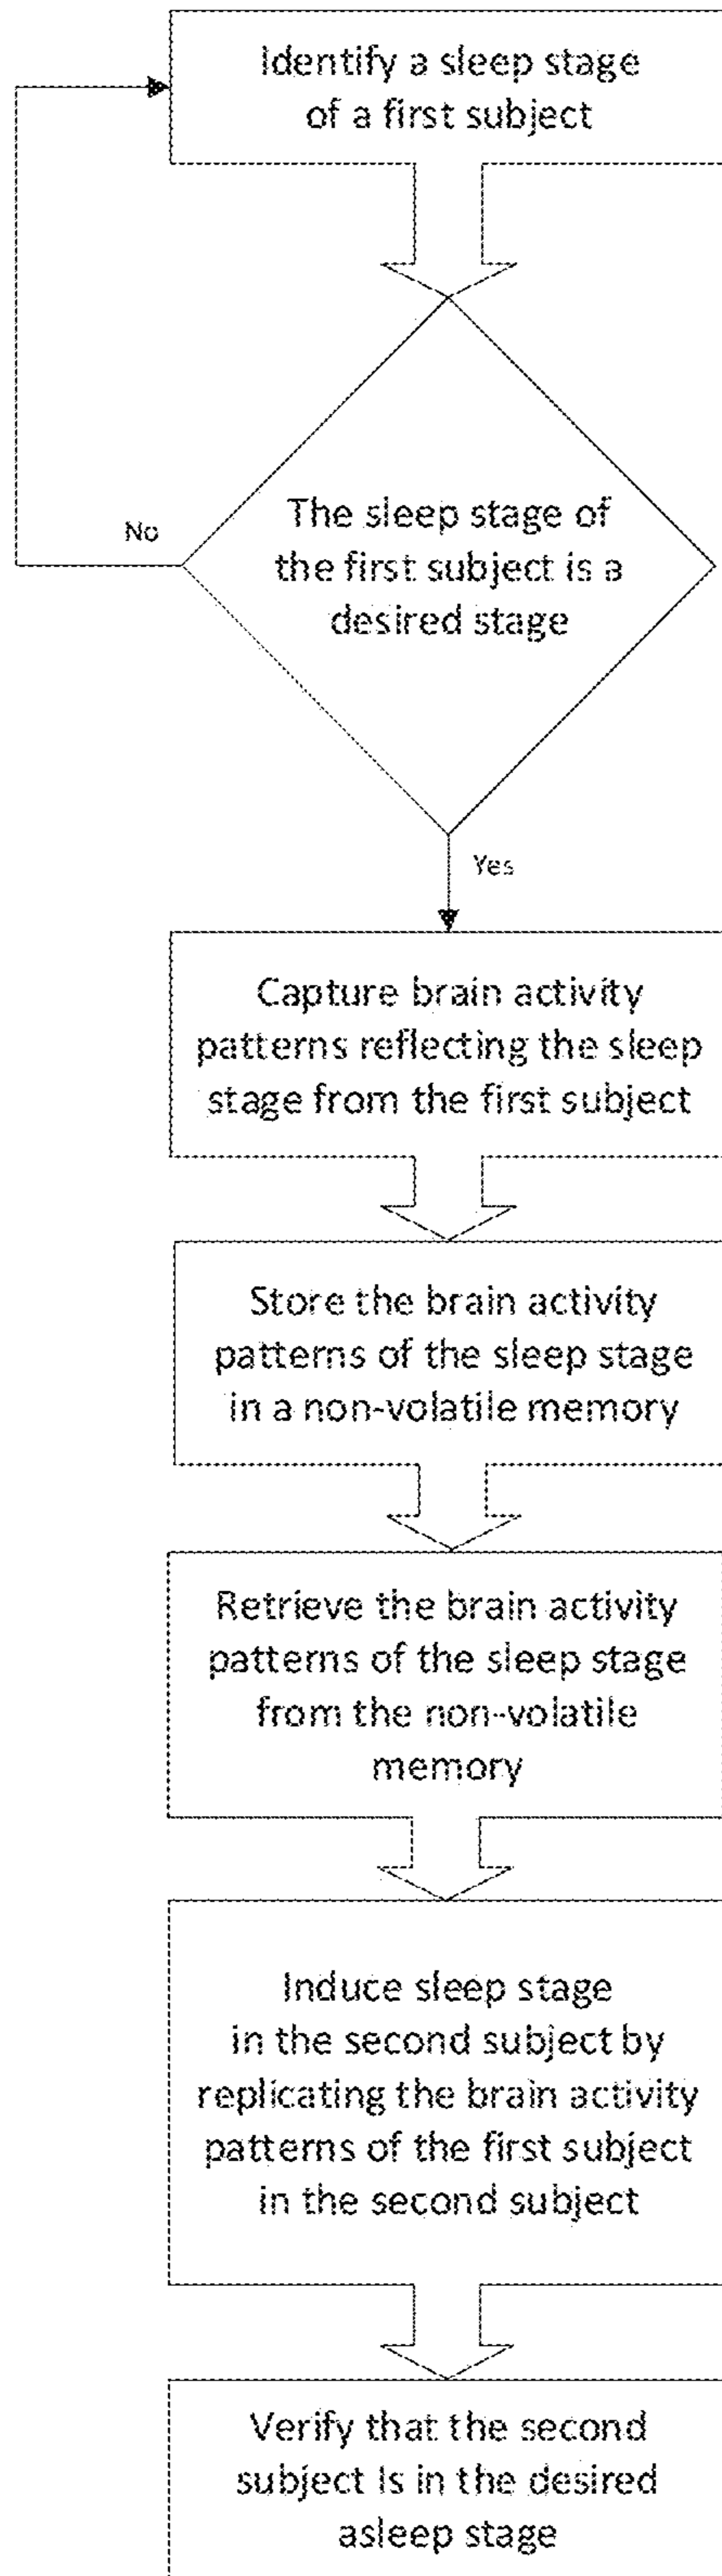 Identify a sleep stage
of a first subject
The sleep stage of
the first subject is a
desired stage
No
Yes
Capture brain activity
patterns reflecting the sleep
stage from the first subject
Store the brain activity
patterns of the sleep stage
in a non-volatile memory
Retrieve the brain activity
patterns of the sleep stage
from the non-volatile
memory
Induce sleep stage
in the second subject by
replicating the brain activity
patterns of the first subject
in the second subject
Verify that the second
subject Is in the desired
asleep stage